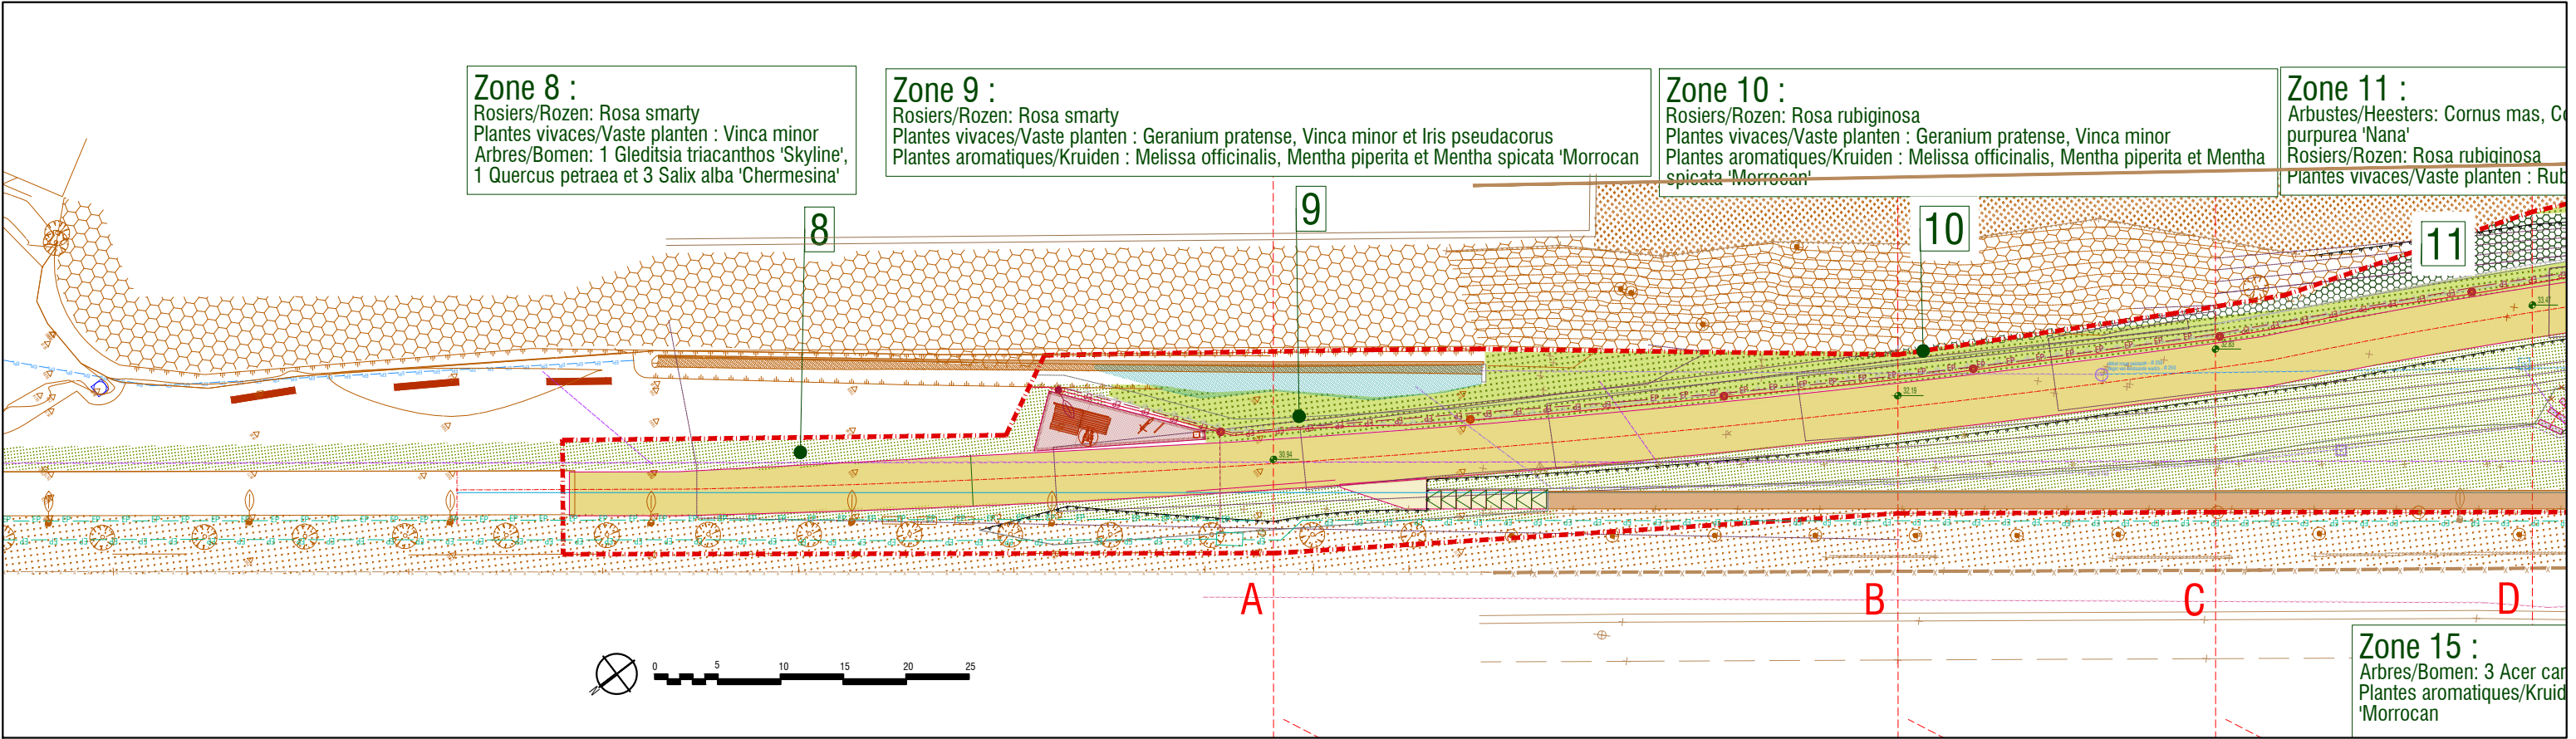 Zone 8 :
Rosiers/Rozen: Rosa smarty
Plantes vivaces/Vaste planten : Vinca minor
Arbres/Bomen: 1 Gleditsia triacanthos 'Skyline',
1 Quercus petraea et 3 Salix alba 'Chermesina'
Zone 9 :
Rosiers/Rozen: Rosa smarty
Plantes vivaces/Vaste planten : Geranium pratense, Vinca minor et Iris pseudacorus
Plantes aromatiques/Kruiden : Melissa officinalis, Mentha piperita et Mentha spicata 'Morrocan
Zone 10 :
Rosiers/Rozen: Rosa rubiginosa
Plantes vivaces/Vaste planten : Geranium pratense, Vinca minor
Plantes aromatiques/Kruiden : Melissa officinalis, Mentha piperita et Mentha
spicata 'Morrocan'
Zone 11 :
Arbustes/Heesters: Cornus mas,
purpurea 'Nana'
Rosiers/Rozen: Rosa rubiginosa
Plantes vivaces/Vaste planten :
8
9
10
11
30.94
32.19
A
B
C
D
N
0 5 10 15 20 25
Zone 15 :
Arbres/Bomen: 3 Acer
Plantes
'Morrocan